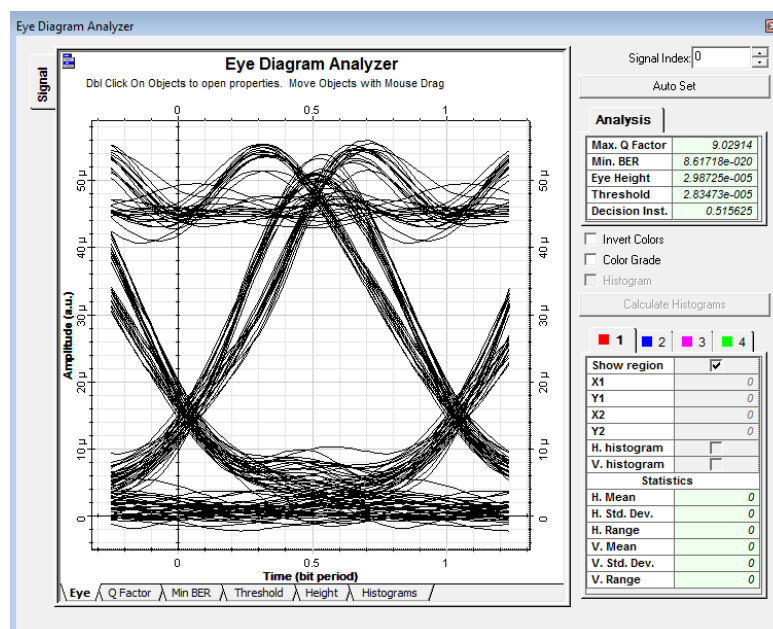 Eye Diagram Analyzer
Signal
Eye Diagram Analyzer
Dbl Click On Objects to open properties.  Move Objects with Mouse Drag
0 0.5 1
Amplitude (a.u.)
50 µ 50 µ
40 µ 40 µ
30 µ 30 µ
20 µ 20 µ
10 µ 10 µ
0 0
0 0.5 1
Time (bit period)
Eye Q Factor Min BER Threshold Height Histograms
Signal Index: 0
Auto Set
Analysis
Max. Q Factor 9.02914
Min. BER 8.61718e-020
Eye Height 2.98725e-005
Threshold 2.83473e-005
Decision Inst. 0.515625
Invert Colors
Color Grade
Histogram
Calculate Histograms
1 2 3 4
Show region
X1 0
Y1 0
X2 0
Y2 0
H. histogram
V. histogram
Statistics
H. Mean 0
H. Std. Dev. 0
H. Range 0
V. Mean 0
V. Std. Dev. 0
V. Range 0